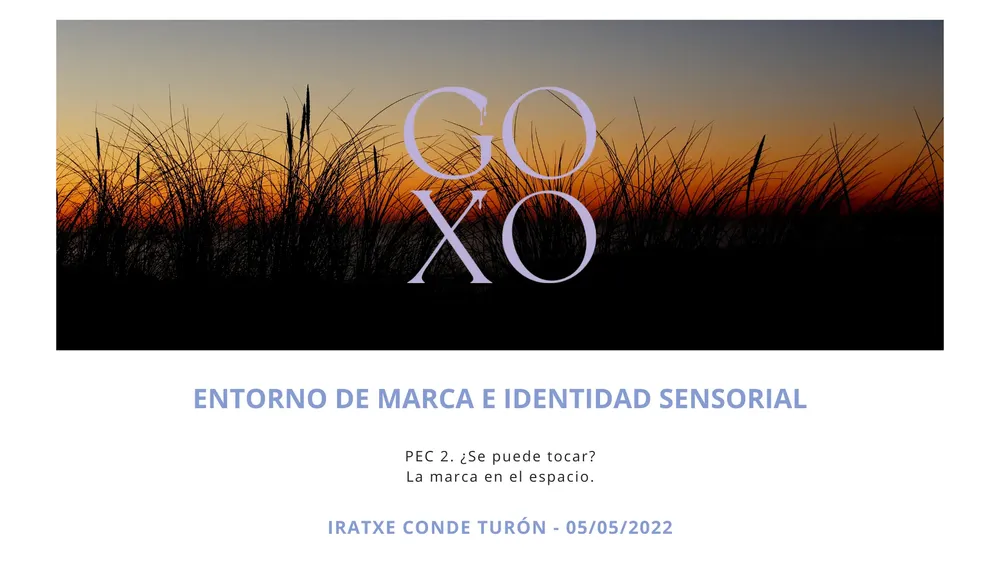 GO
XO
ENTORNO DE MARCA E IDENTIDAD SENSORIAL
PEC 2. ¿Se puede tocar?
La marca en el espacio.
IRATXE CONDE TURÓN - 05/05/2022